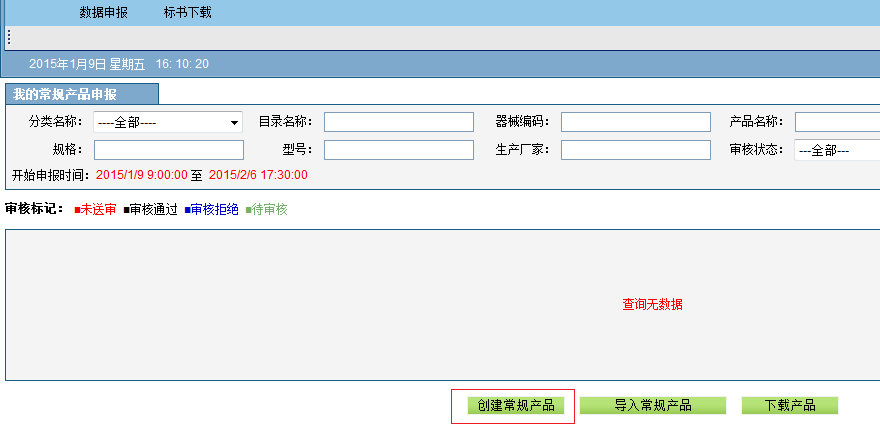 数据申报 标书下载
2015年1月9日 星期五 16: 10: 20
我的常规产品申报
分类名称： ----全部---- 目录名称： 器械编码： 产品名称：
规格： 型号： 生产厂家： 审核状态： ---全部---
开始申报时间：2015/1/9 9:00:00 至 2015/2/6 17:30:00
审核标记： ■未送审 ■审核通过 ■审核拒绝 ■待审核
查询无数据
创建常规产品 导入常规产品 下载产品